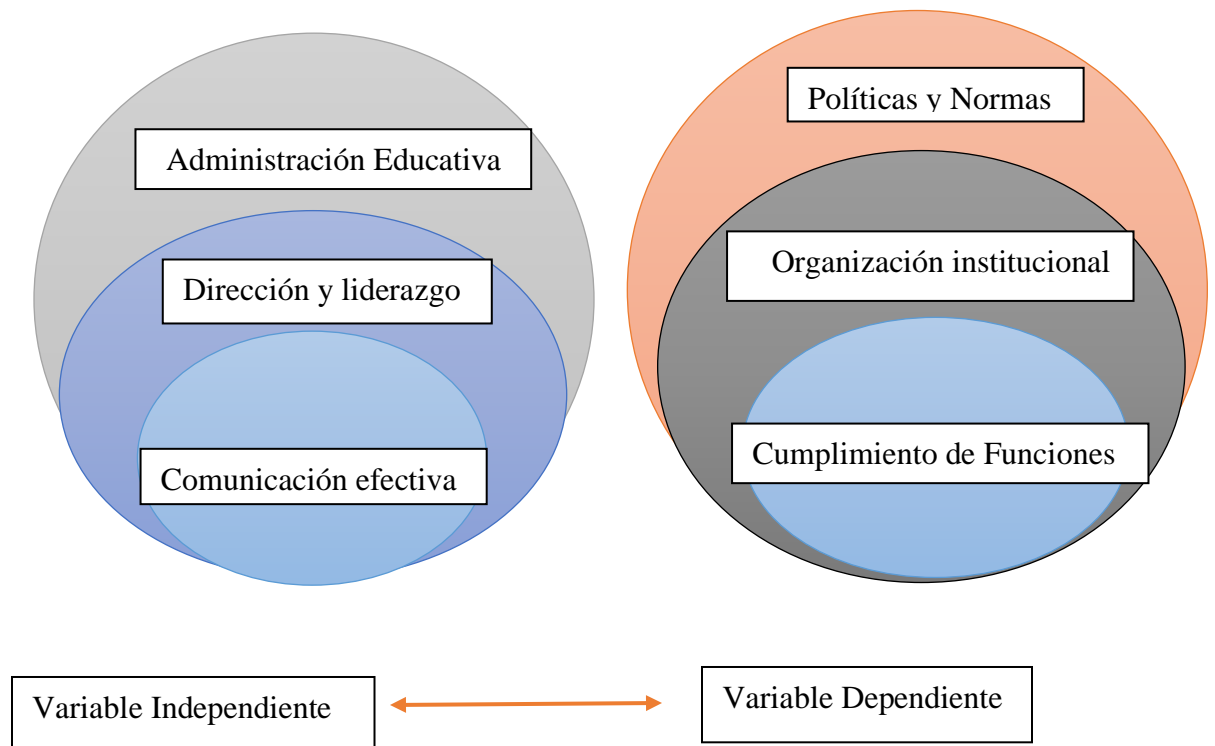 Administración Educativa
Dirección y liderazgo
Comunicación efectiva
Políticas y Normas
Organización institucional
Cumplimiento de Funciones
Variable Independiente
Variable Dependiente